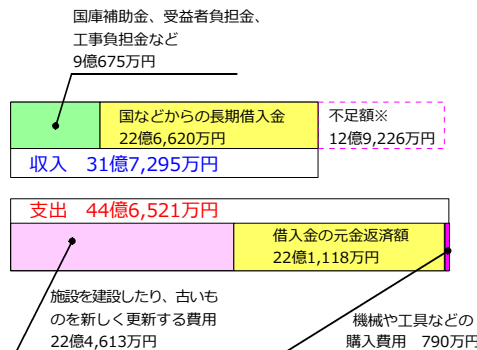 国庫補助金、受益者負担金、
工事負担金など
9億675万円
国などからの長期借入金
22億6,620万円
不足額※
12億9,226万円
収入 31億7,295万円
支出 44億6,521万円
借入金の元金返済額
22億1,118万円
施設を建設したり、古いも
のを新しく更新する費用
22億4,613万円
機械や工具などの
購入費用 790万円